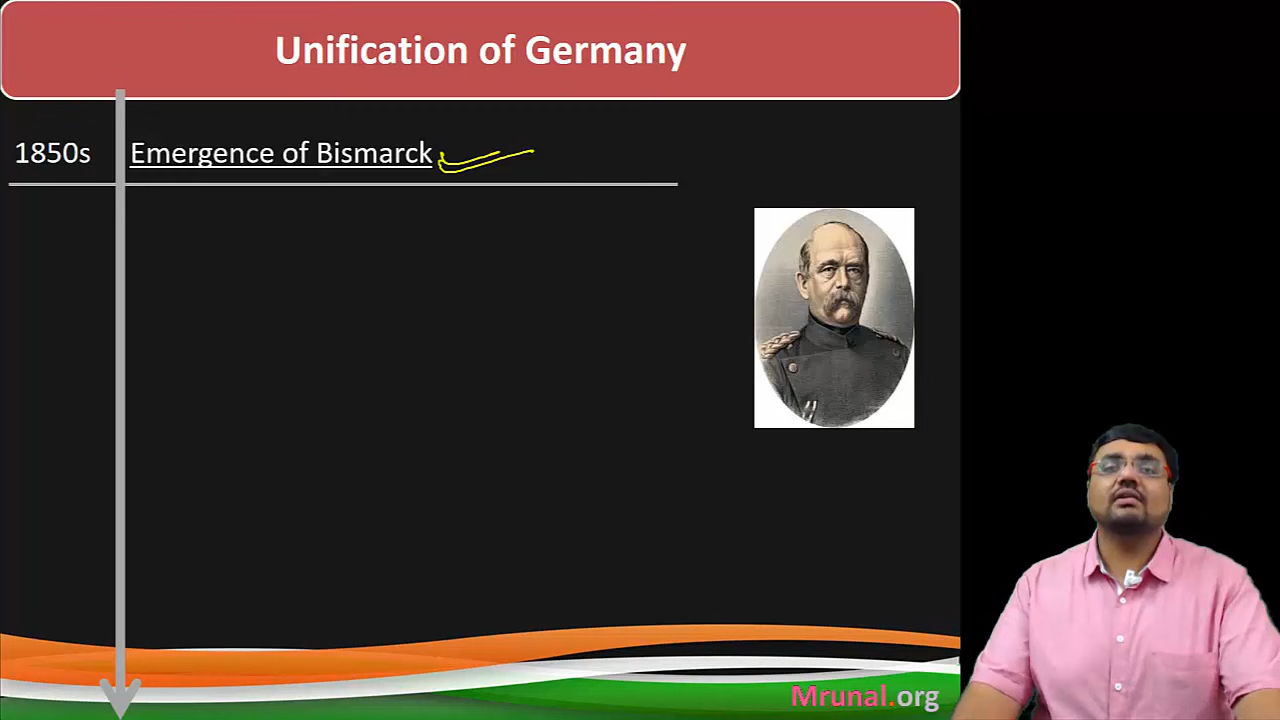 Unification of Germany
1850s Emergence of Bismarck
Mrunal.org